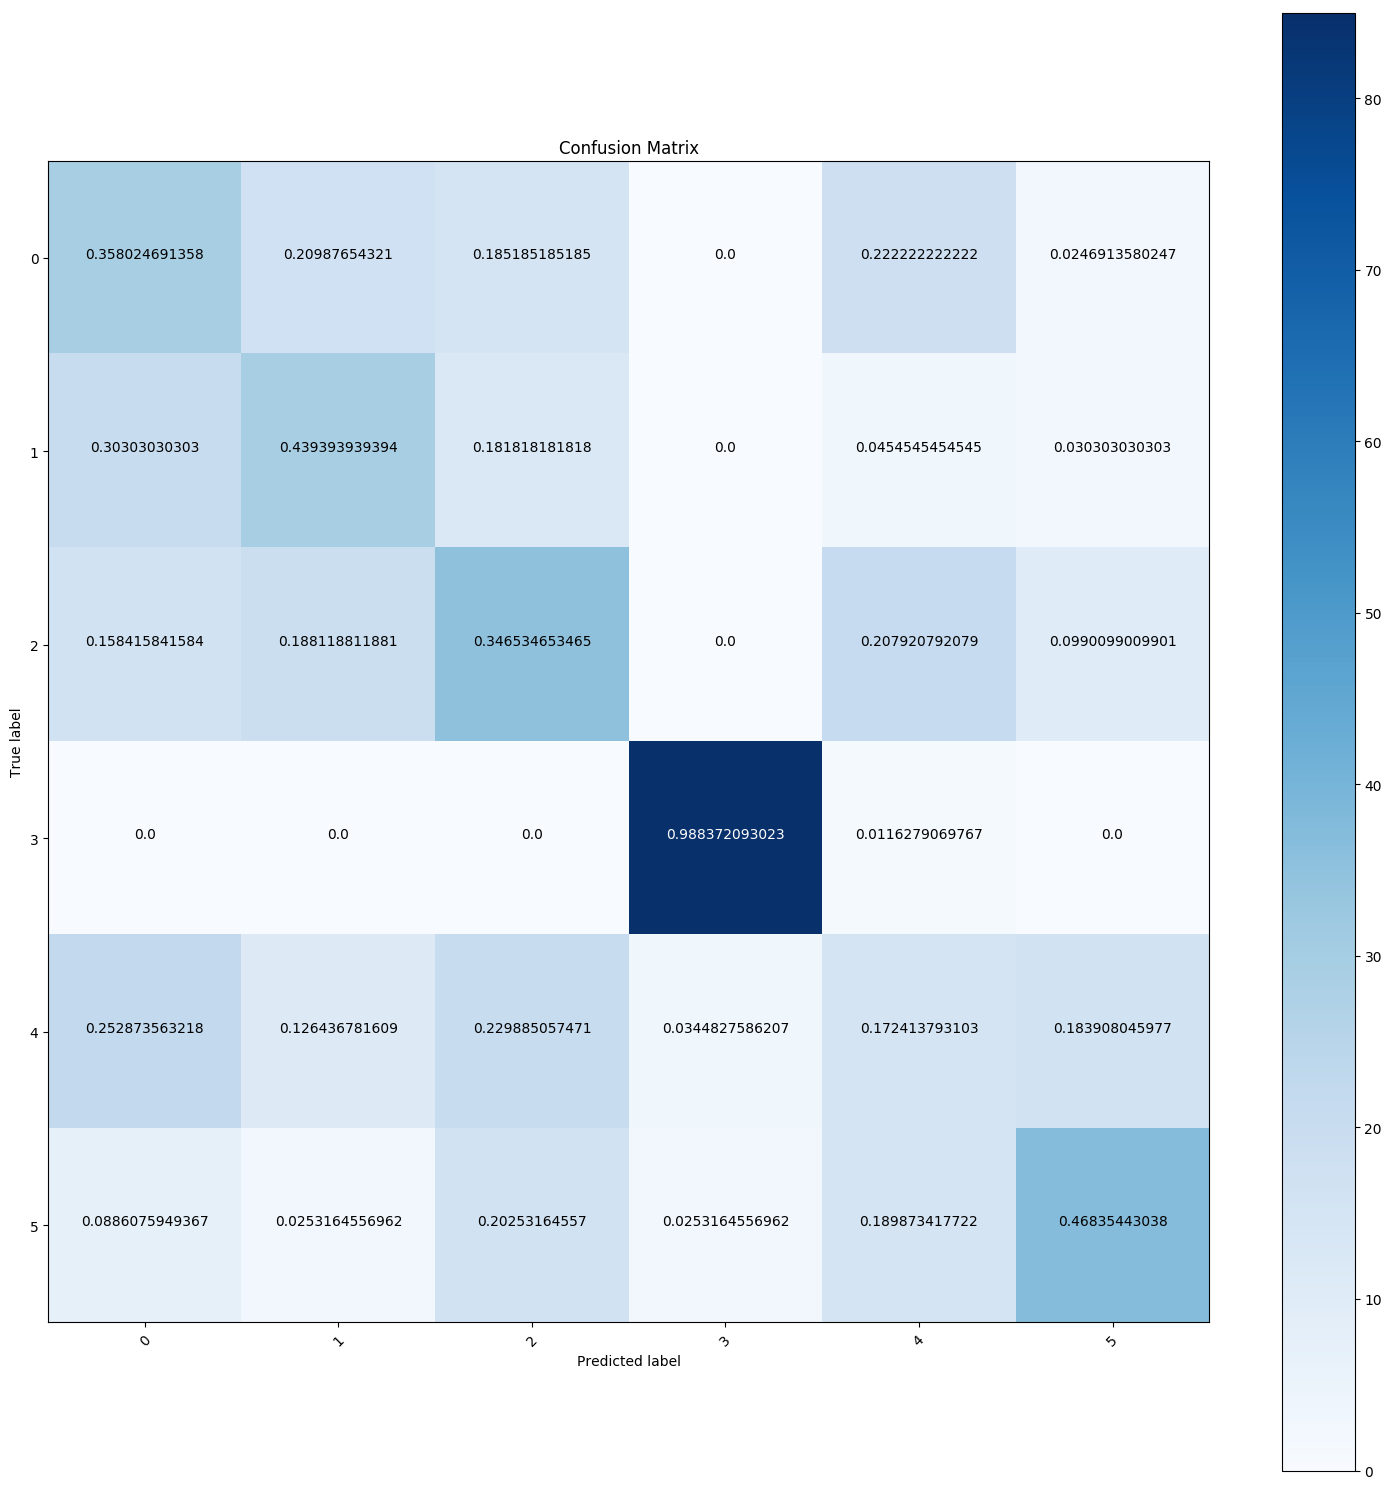 Confusion Matrix
0 0.358024691358 0.20987654321 0.185185185185 0.0 0.222222222222 0.0246913580247
1 0.30303030303 0.439393939394 0.181818181818 0.0 0.0454545454545 0.030303030303
2 0.158415841584 0.188118811881 0.346534653465 0.0 0.207920792079 0.0990099009901
3 0.0 0.0 0.0 0.988372093023 0.0116279069767 0.0
4 0.252873563218 0.126436781609 0.229885057471 0.0344827586207 0.172413793103 0.183908045977
5 0.0886075949367 0.0253164556962 0.20253164557 0.0253164556962 0.189873417722 0.46835443038
True label
0 1 2 3 4 5
Predicted label
80
70
60
50
40
30
20
10
0